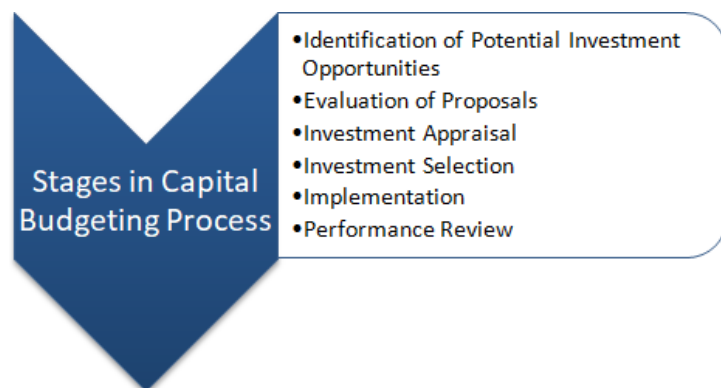 Stages in Capital
Budgeting Process
•Identification of Potential Investment
Opportunities
•Evaluation of Proposals
•Investment Appraisal
•Investment Selection
•Implementation
•Performance Review